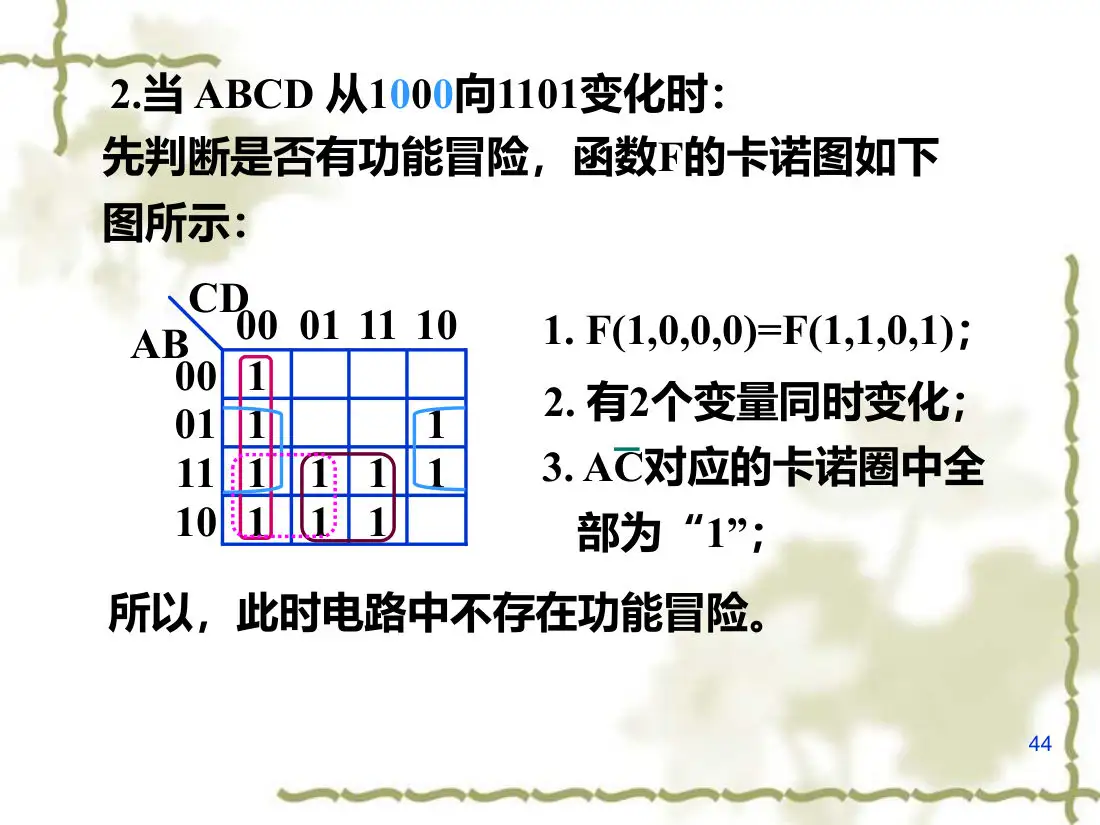 2.当 ABCD 从1000向1101变化时：
先判断是否有功能冒险，函数F的卡诺图如下
图所示：
CD
AB
00 01 11 10
00 1
01 1 1
11 1 1 1 1
10 1 1 1
1. F(1,0,0,0)=F(1,1,0,1)；
2. 有2个变量同时变化；
3. AC̅对应的卡诺圈中全
部为“1”；
所以，此时电路中不存在功能冒险。
44